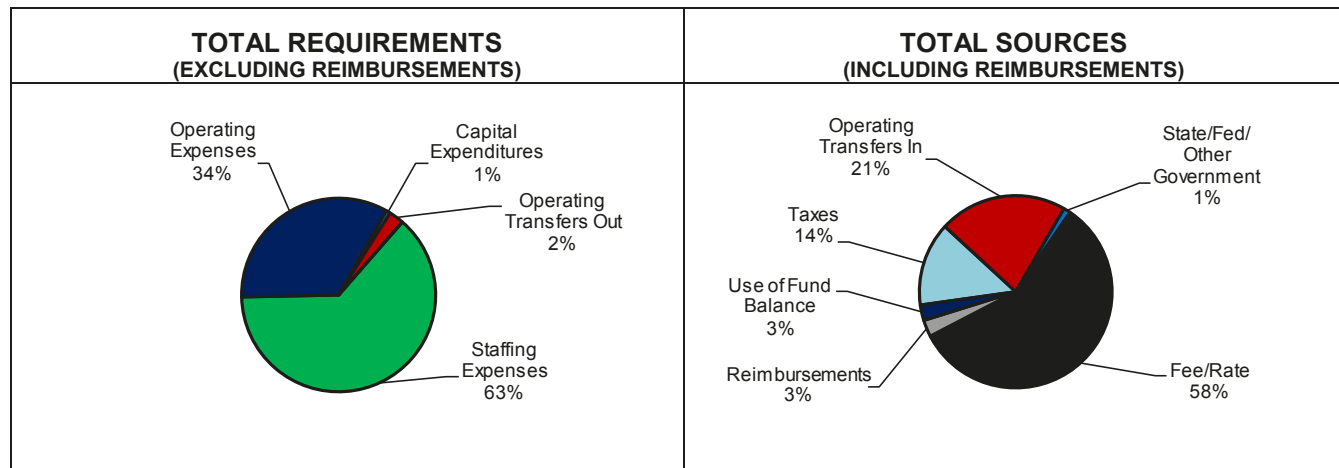 TOTAL REQUIREMENTS
(EXCLUDING REIMBURSEMENTS)
Operating
Expenses
34%
Capital
Expenditures
1%
Operating
Transfers Out
2%
Staffing
Expenses
63%
TOTAL SOURCES
(INCLUDING REIMBURSEMENTS)
Operating
Transfers In
21%
State/Fed/
Other
Government
1%
Taxes
14%
Use of Fund
Balance
3%
Reimbursements
3%
Fee/Rate
58%